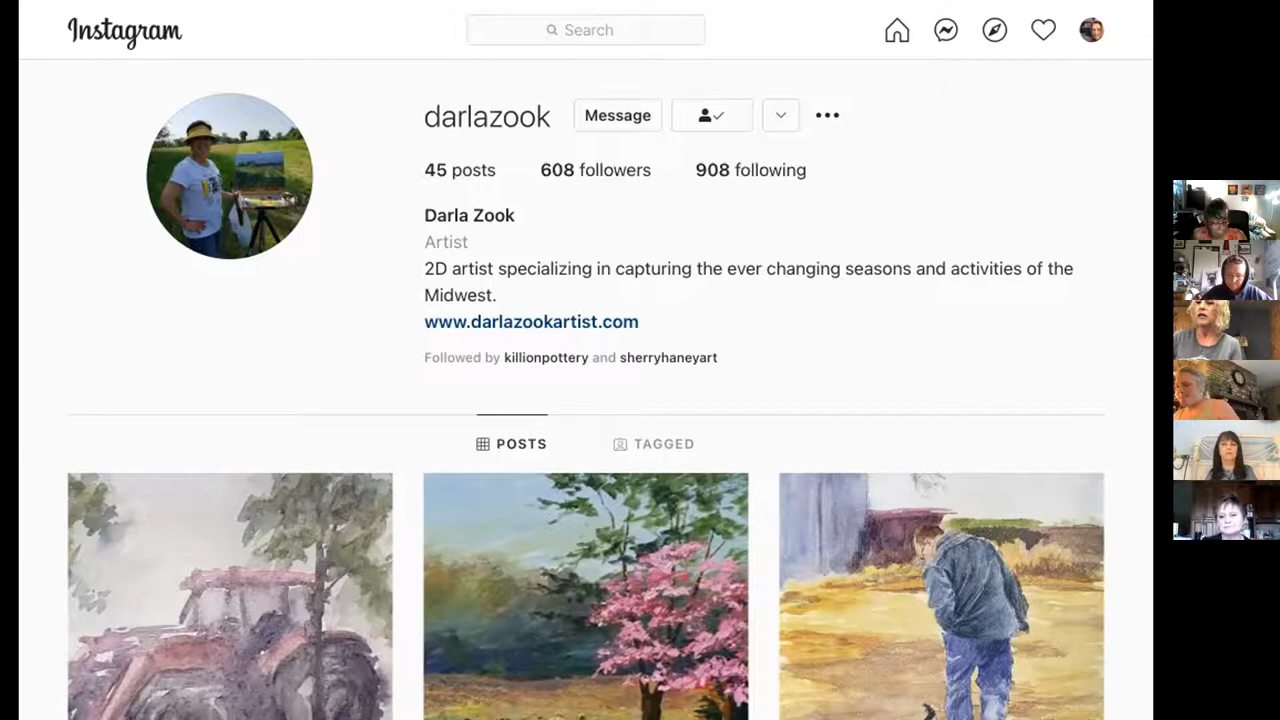 Instagram
Search
darlazook
Message
45 posts 608 followers 908 following
Darla Zook
Artist
2D artist specializing in capturing the ever changing seasons and activities of the
Midwest.
www.darlazookartist.com
Followed by killionpottery and sherryhaneyart
POSTS TAGGED